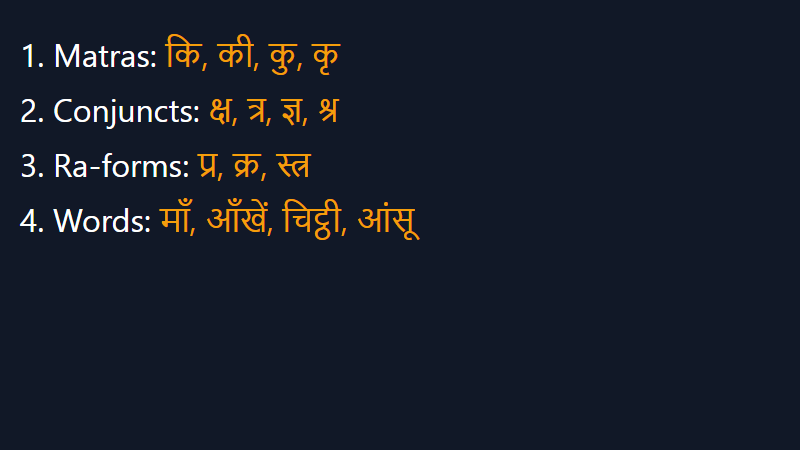 1. Matras: कि, की, कु, कृ
2. Conjuncts: क्ष, त्र, ज्ञ, श्र
3. Ra-forms: प्र, क्र, स्त्र
4. Words: माँ, आँखें, चिट्ठी, आंसू